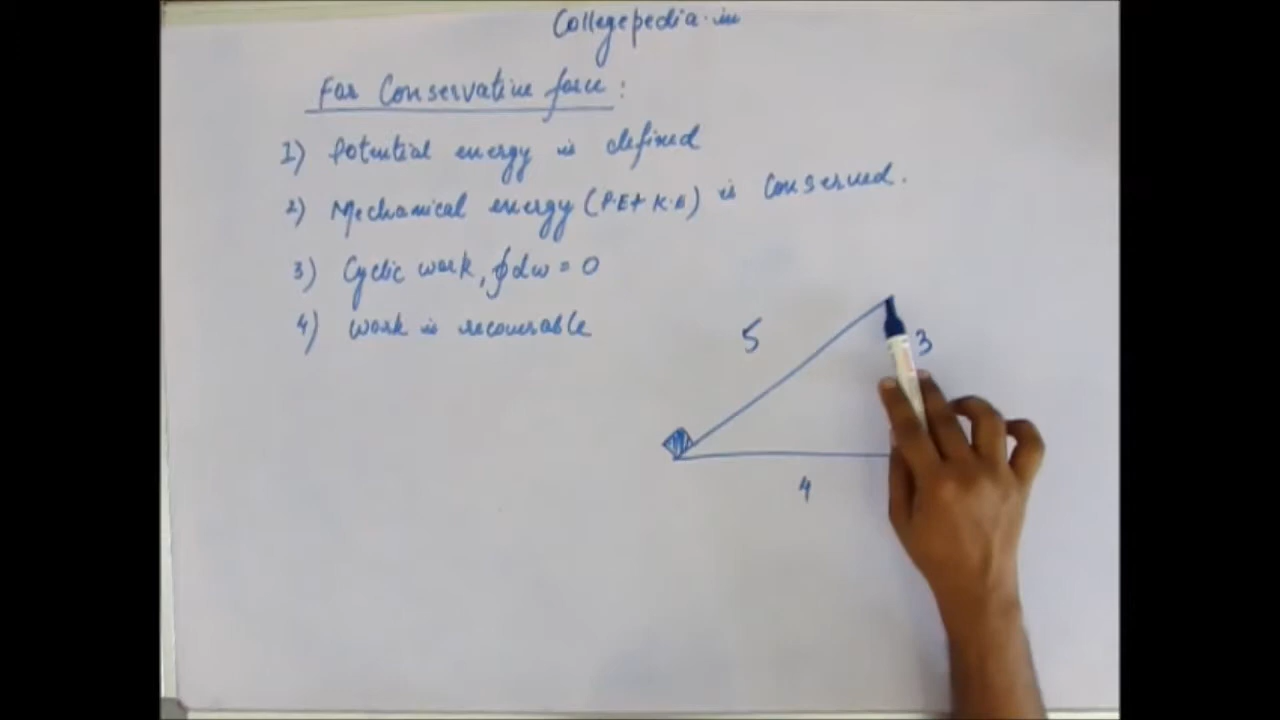 Collegepedia.in
For Conservative force :
1) Potential energy is defined
2) Mechanical energy (P.E + K.E) is Conserved.
3) Cyclic work, ∮dw = 0
4) Work is recoverable
5
3
4